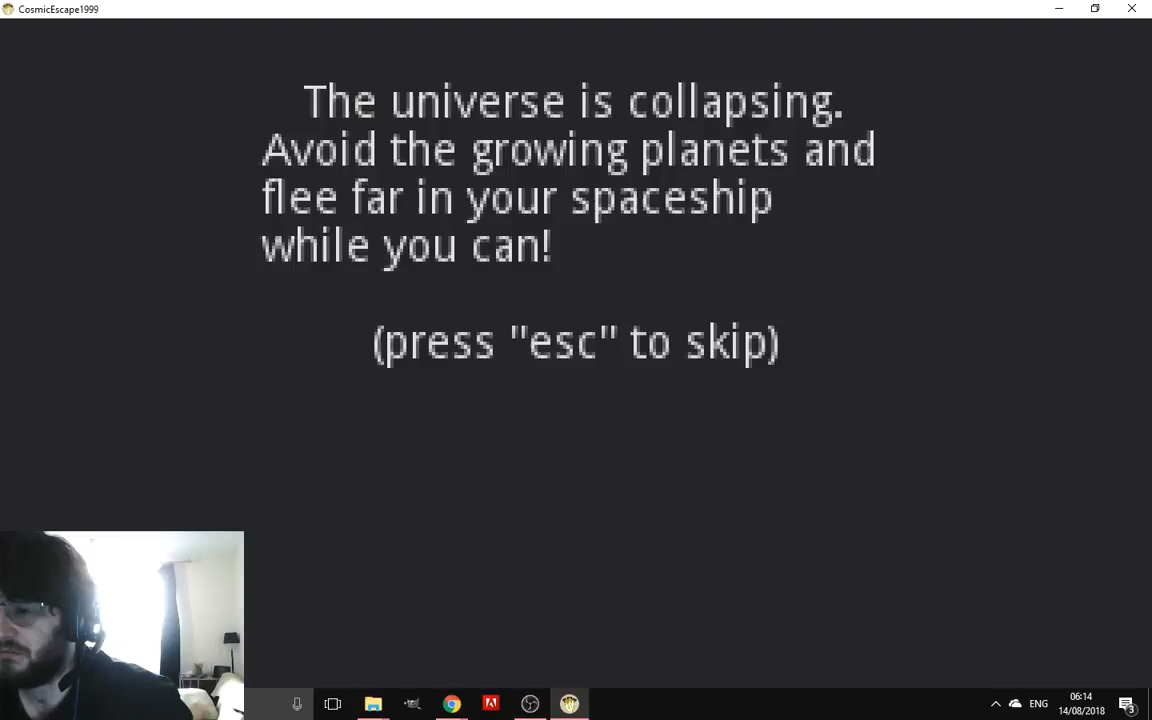 CosmicEscape1999
The universe is collapsing.
Avoid the growing planets and
flee far in your spaceship
while you can!
(press "esc" to skip)
ENG
06:14
14/08/2018
3